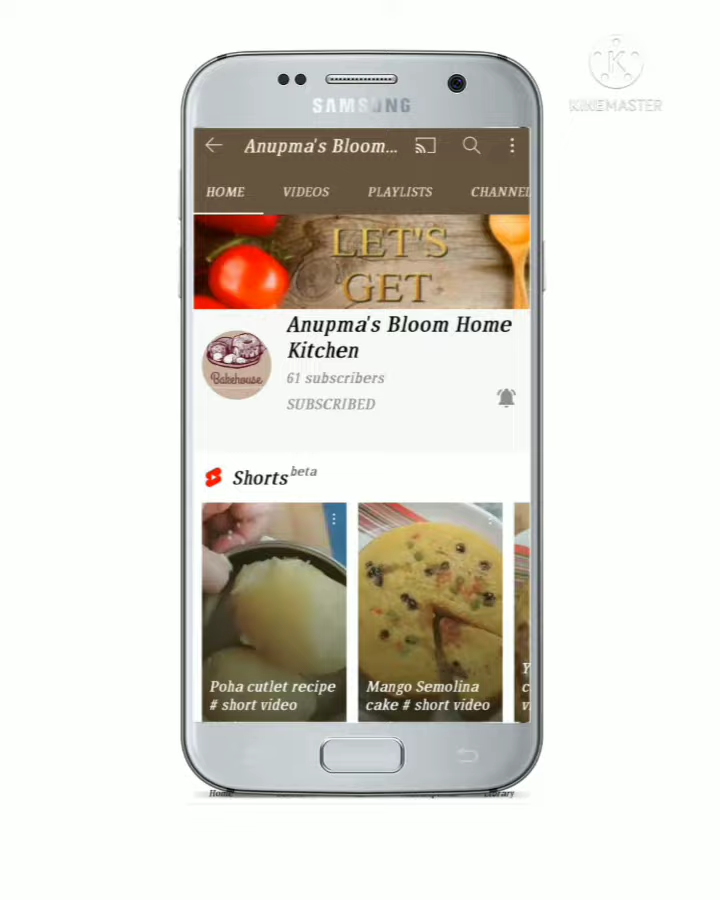 KINEMASTER
SAMSUNG
Anupma's Bloom...
HOME VIDEOS PLAYLISTS CHANNEL
LET'S
GET
Anupma's Bloom Home
Kitchen
Bakehouse
61 subscribers
SUBSCRIBED
Shorts beta
Poha cutlet recipe
# short video
Mango Semolina
cake # short video